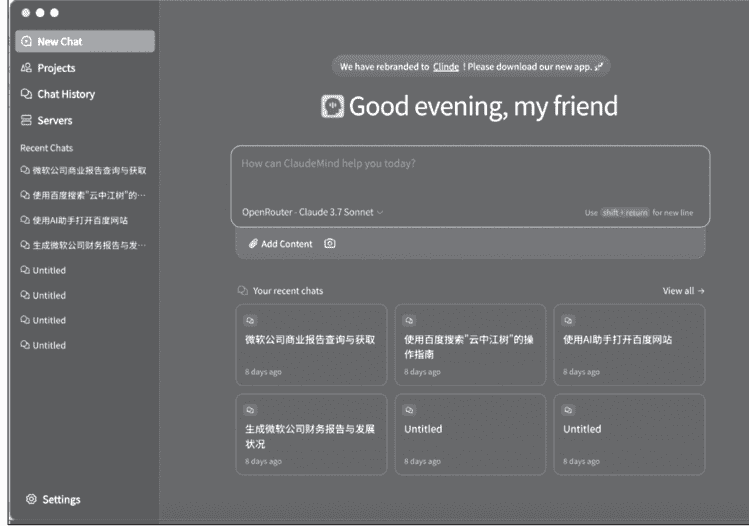 New Chat
Projects
Chat History
Servers
Recent Chats
微软公司商业报告查询与获取
使用百度搜索"云中江树"的…
使用AI助手打开百度网站
生成微软公司财务报告与发…
Untitled
Untitled
Untitled
Untitled
Settings
We have rebranded to Clinde ! Please download our new app.
Good evening, my friend
How can ClaudeMind help you today?
OpenRouter · Claude 3.7 Sonnet
Use shift + return for new line
Add Content
Your recent chats
View all →
微软公司商业报告查询与获取
8 days ago
使用百度搜索"云中江树"的操
作指南
8 days ago
使用AI助手打开百度网站
8 days ago
生成微软公司财务报告与发展
状况
8 days ago
Untitled
8 days ago
Untitled
8 days ago